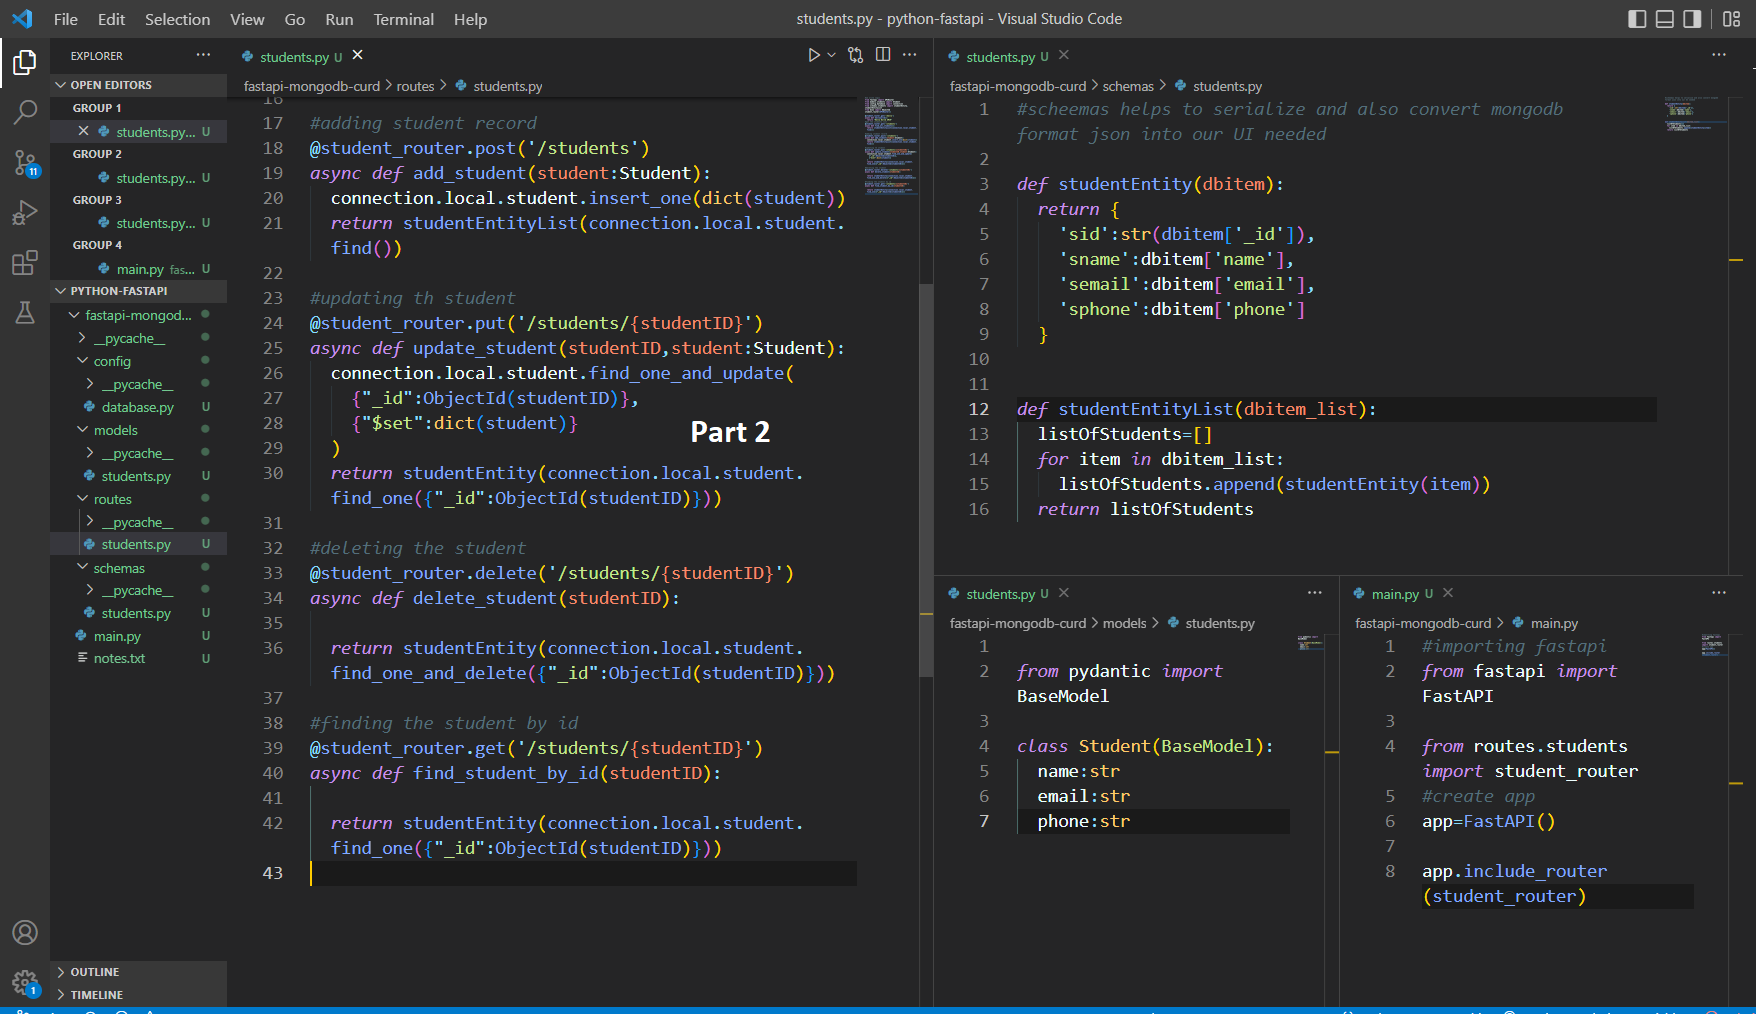 File Edit Selection View Go Run Terminal Help
students.py - python-fastapi - Visual Studio Code
EXPLORER
OPEN EDITORS
GROUP 1
students.py... U
GROUP 2
students.py... U
GROUP 3
students.py... U
GROUP 4
main.py fas... U
PYTHON-FASTAPI
fastapi-mongod...
__pycache__
config
__pycache__
database.py U
models
__pycache__
students.py U
routes
__pycache__
students.py U
schemas
__pycache__
students.py U
main.py U
notes.txt U
OUTLINE
TIMELINE
11
1
students.py U
fastapi-mongodb-curd > routes > students.py
16
17 #adding student record
18 @student_router.post('/students')
19 async def add_student(student:Student):
20 connection.local.student.insert_one(dict(student))
21 return studentEntityList(connection.local.student.
find())
22
23 #updating th student
24 @student_router.put('/students/{studentID}')
25 async def update_student(studentID,student:Student):
26 connection.local.student.find_one_and_update(
27 {"_id":ObjectId(studentID)},
28 {"$set":dict(student)}
29 )
30 return studentEntity(connection.local.student.
find_one({"_id":ObjectId(studentID)}))
31
32 #deleting the student
33 @student_router.delete('/students/{studentID}')
34 async def delete_student(studentID):
35
36 return studentEntity(connection.local.student.
find_one_and_delete({"_id":ObjectId(studentID)}))
37
38 #finding the student by id
39 @student_router.get('/students/{studentID}')
40 async def find_student_by_id(studentID):
41
42 return studentEntity(connection.local.student.
find_one({"_id":ObjectId(studentID)}))
43
Part 2
students.py U
fastapi-mongodb-curd > schemas > students.py
1 #scheemas helps to serialize and also convert mongodb
format json into our UI needed
2
3 def studentEntity(dbitem):
4 return {
5 'sid':str(dbitem['_id']),
6 'sname':dbitem['name'],
7 'semail':dbitem['email'],
8 'sphone':dbitem['phone']
9 }
10
11
12 def studentEntityList(dbitem_list):
13 listOfStudents=[]
14 for item in dbitem_list:
15 listOfStudents.append(studentEntity(item))
16 return listOfStudents
students.py U
fastapi-mongodb-curd > models > students.py
1
2 from pydantic import
BaseModel
3
4 class Student(BaseModel):
5 name:str
6 email:str
7 phone:str
main.py U
fastapi-mongodb-curd > main.py
1 #importing fastapi
2 from fastapi import
FastAPI
3
4 from routes.students
import student_router
5 #create app
6 app=FastAPI()
7
8 app.include_router
(student_router)